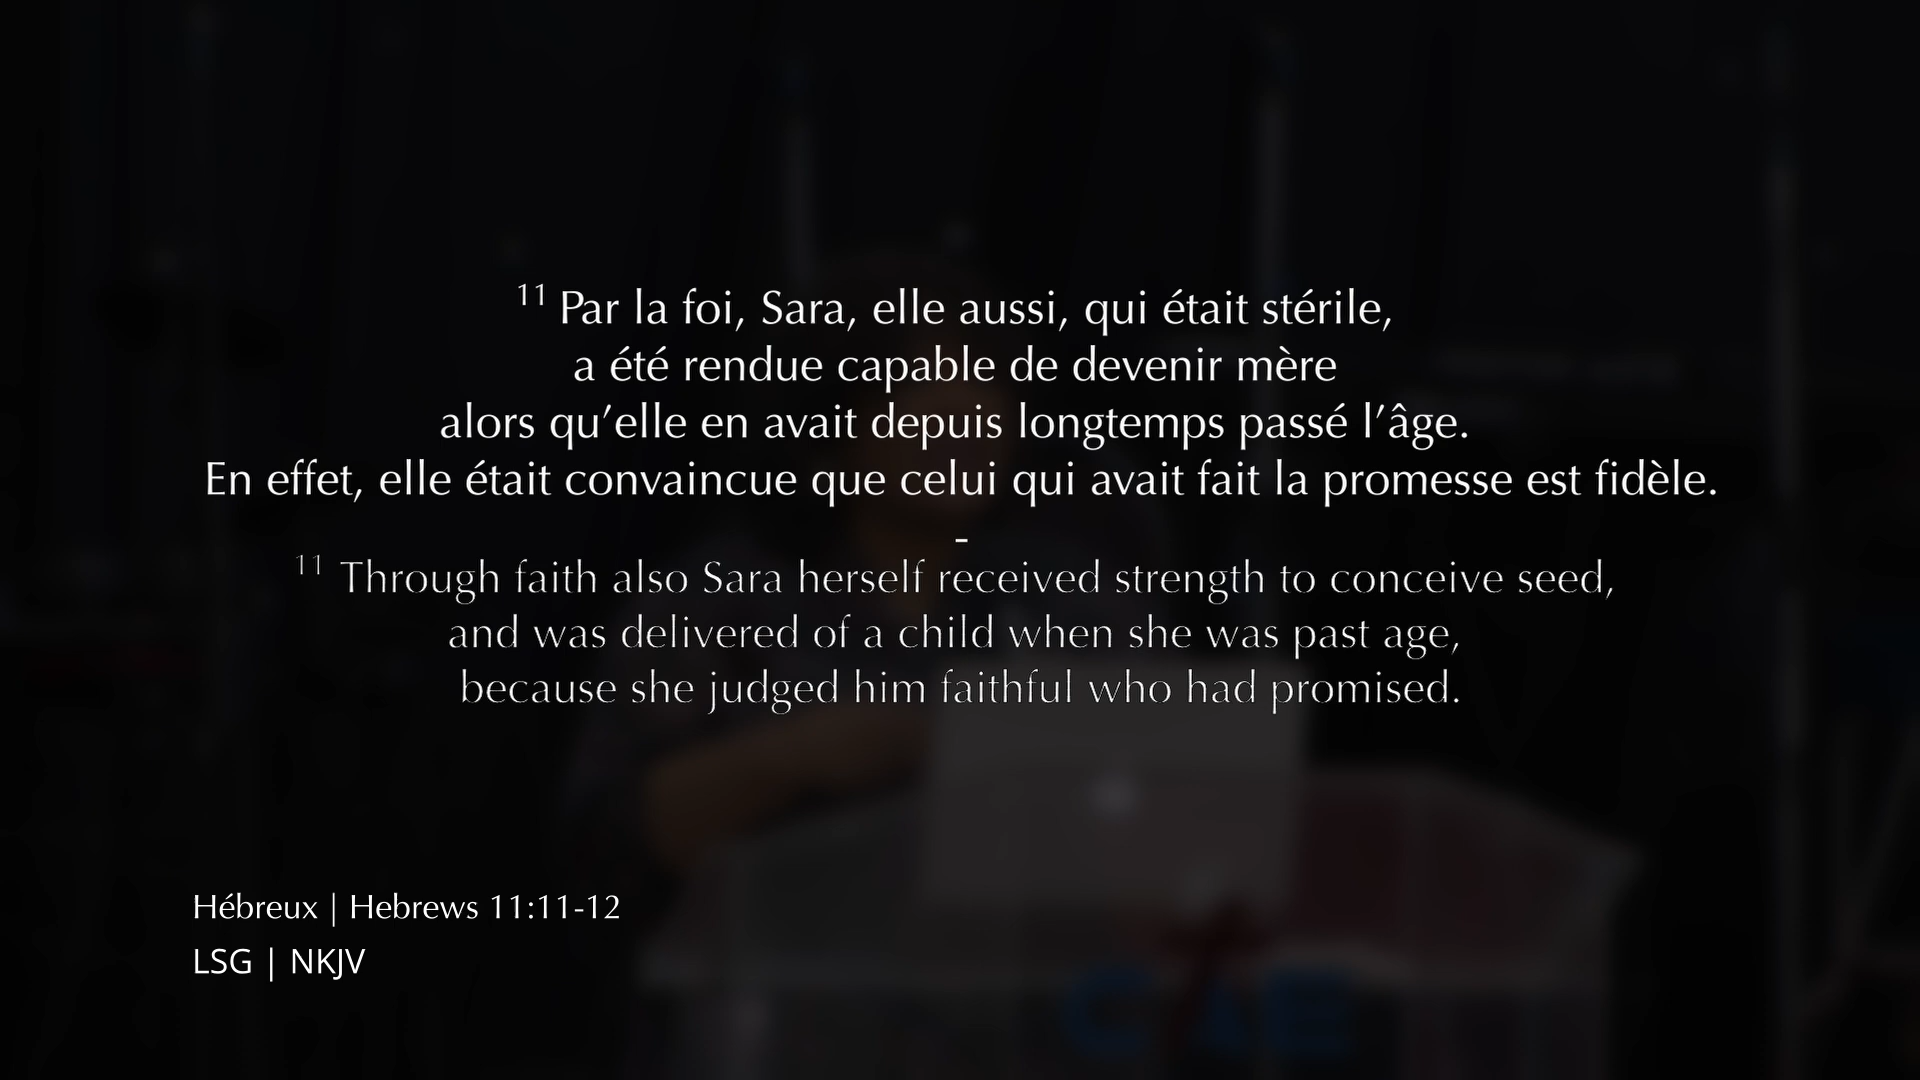 11 Par la foi, Sara, elle aussi, qui était stérile,
a été rendue capable de devenir mère
alors qu’elle en avait depuis longtemps passé l’âge.
En effet, elle était convaincue que celui qui avait fait la promesse est fidèle.
-
11 Through faith also Sara herself received strength to conceive seed,
and was delivered of a child when she was past age,
because she judged him faithful who had promised.
Hébreux | Hebrews 11:11-12
LSG | NKJV